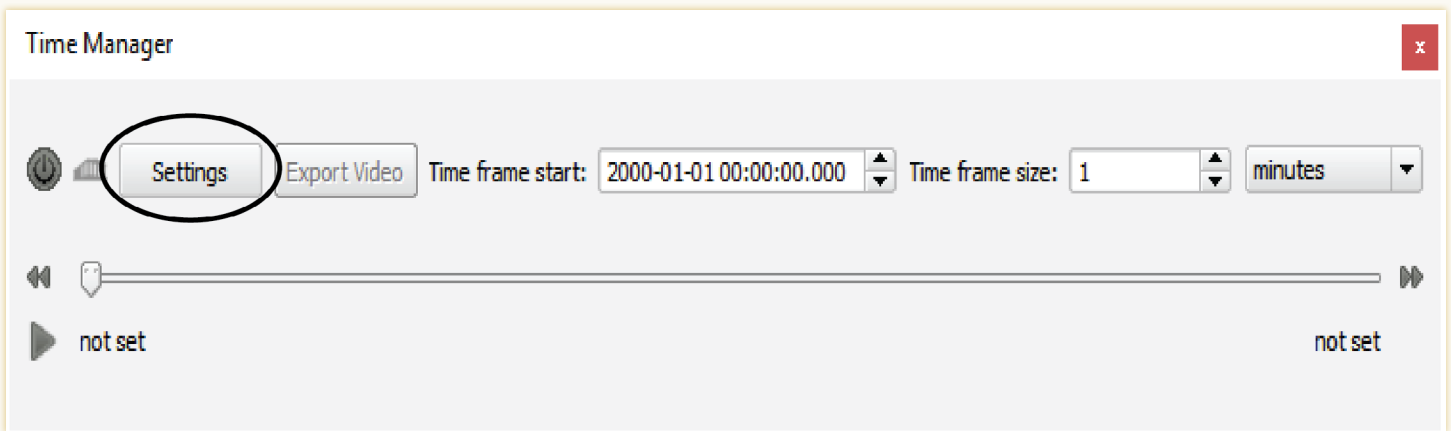 Time Manager
x
Settings Export Video Time frame start: 2000-01-01 00:00:00.000 Time frame size: 1 minutes
not set not set